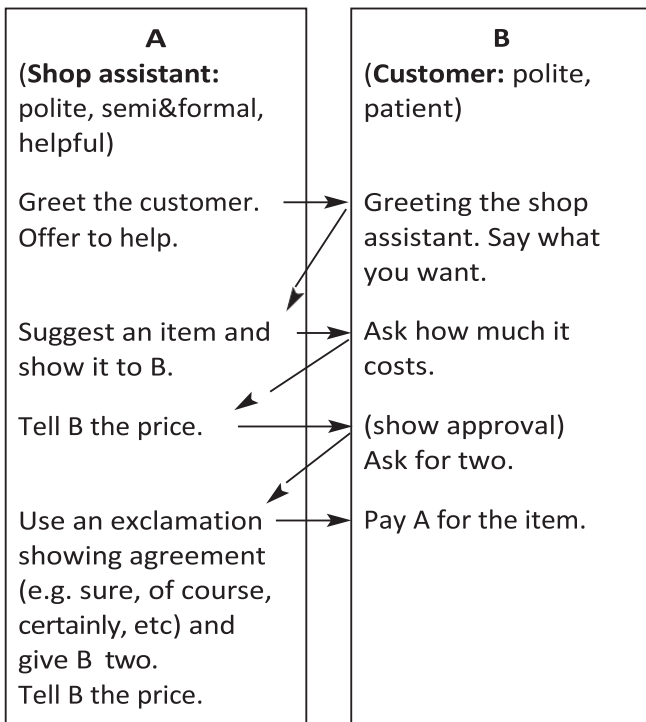 A
(Shop assistant:
polite, semi&formal,
helpful)
Greet the customer.
Offer to help.
Suggest an item and
show it to B.
Tell B the price.
Use an exclamation
showing agreement
(e.g. sure, of course,
certainly, etc) and
give B two.
Tell B the price.
B
(Customer: polite,
patient)
Greeting the shop
assistant. Say what
you want.
Ask how much it
costs.
(show approval)
Ask for two.
Pay A for the item.